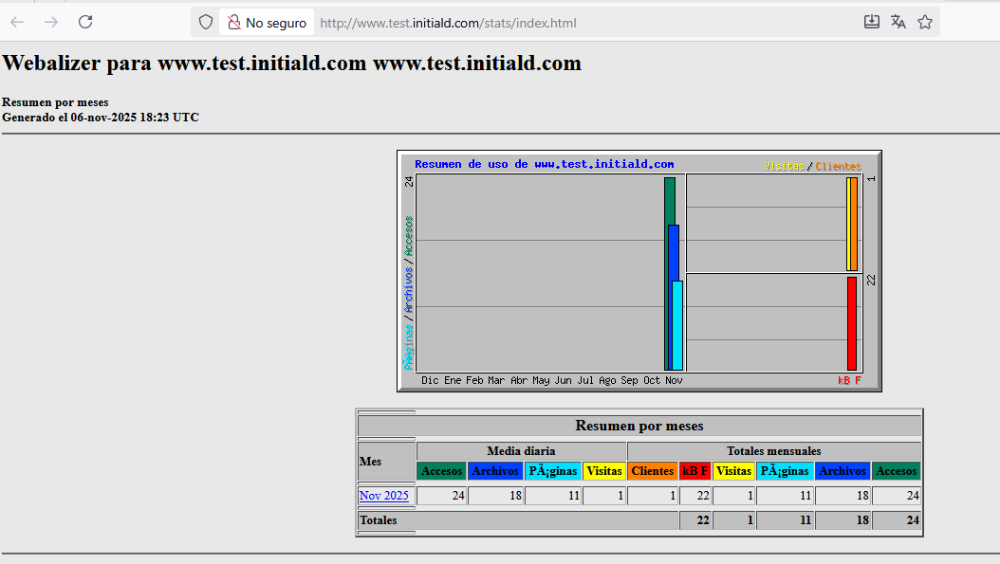 No seguro
http://www.test.initiald.com/stats/index.html
Webalizer para www.test.initiald.com www.test.initiald.com
Resumen por meses
Generado el 06-nov-2025 18:23 UTC
Resumen de uso de www.test.initiald.com
Visitas / Clientes
24
1
PÃ¡ginas / Archivos / Accesos
22
Dic Ene Feb Mar Abr May Jun Jul Ago Sep Oct Nov
kB F
Resumen por meses
Mes Media diaria Totales mensuales
Accesos Archivos PÃ¡ginas Visitas Clientes kB F Visitas PÃ¡ginas Archivos Accesos
Nov 2025 24 18 11 1 1 22 1 11 18 24
Totales 22 1 11 18 24